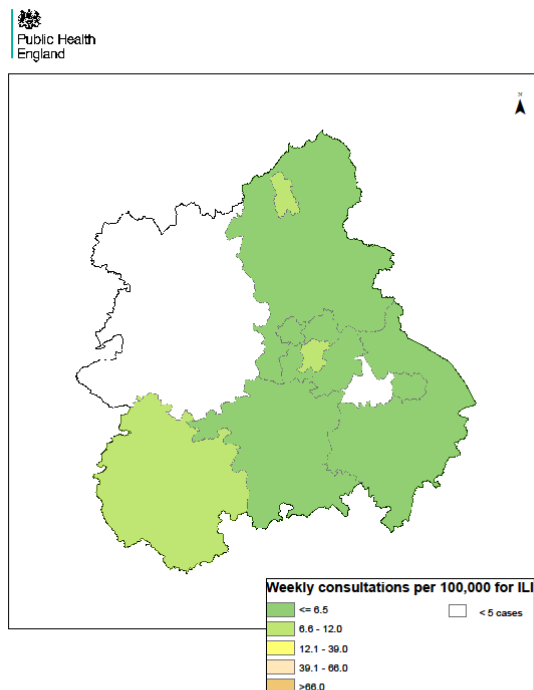 Public Health
England
N
Weekly consultations per 100,000 for ILI
<= 6.5
< 5 cases
6.6 - 12.0
12.1 - 39.0
39.1 - 66.0
>66.0